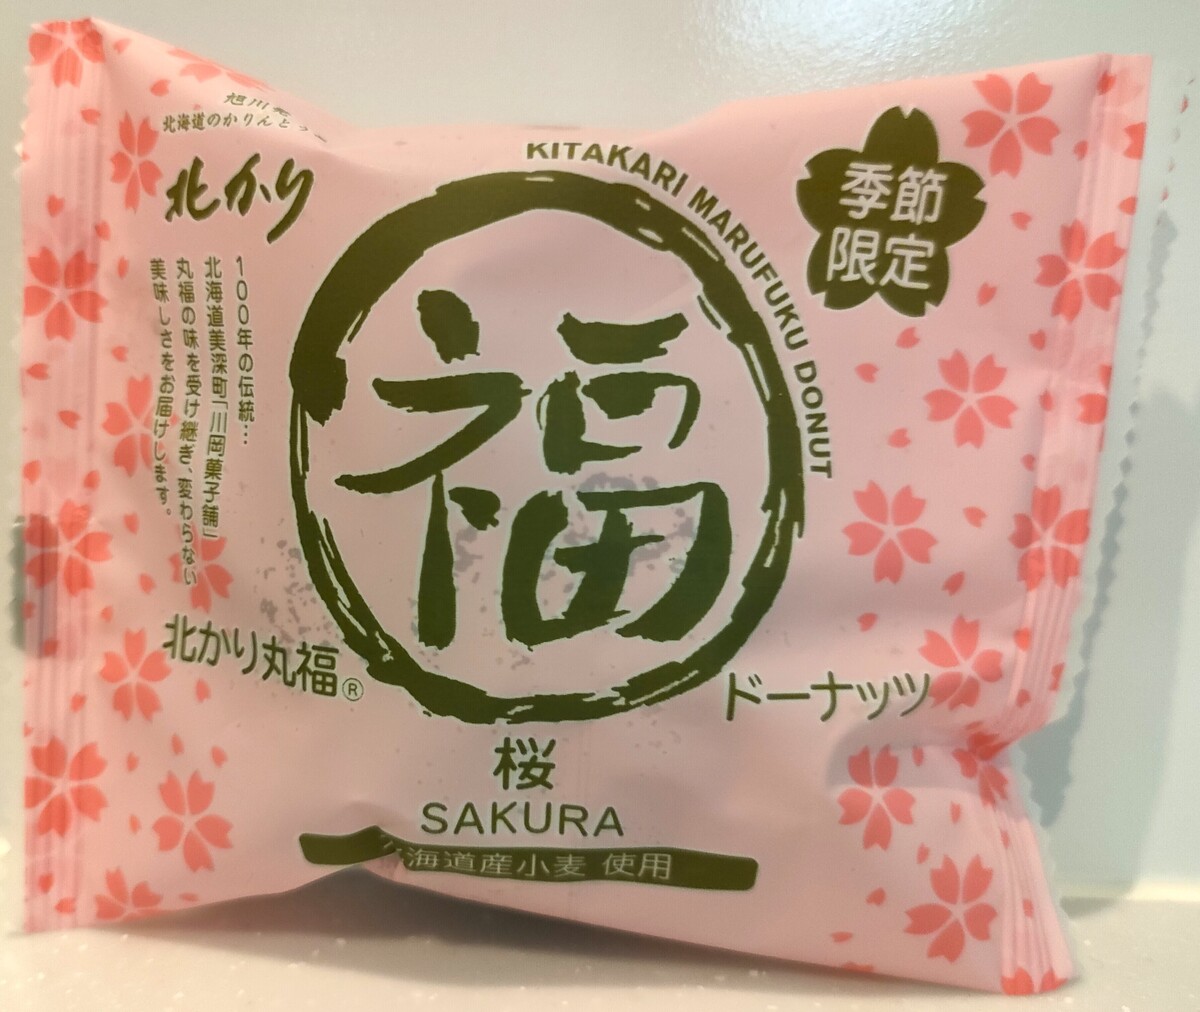 旭川
北海道のかりんとう
北かり
100年の伝統…
北海道美深町「川岡菓子舗」
丸福の味を受け継ぎ、変わらない
美味しさをお届けします。
KITAKARI MARUFUKU DONUT
季節
限定
福
北かり丸福®
ドーナッツ
桜
SAKURA
海道産小麦 使用